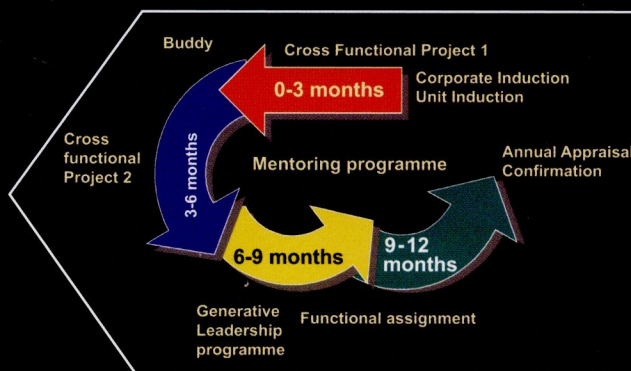 Buddy
Cross Functional Project 1
0-3 months
Corporate Induction
Unit Induction
Cross
functional
Project 2
3-6 months
Mentoring programme
Annual Appraisal
Confirmation
6-9 months
9-12
months
Generative
Leadership
programme
Functional assignment